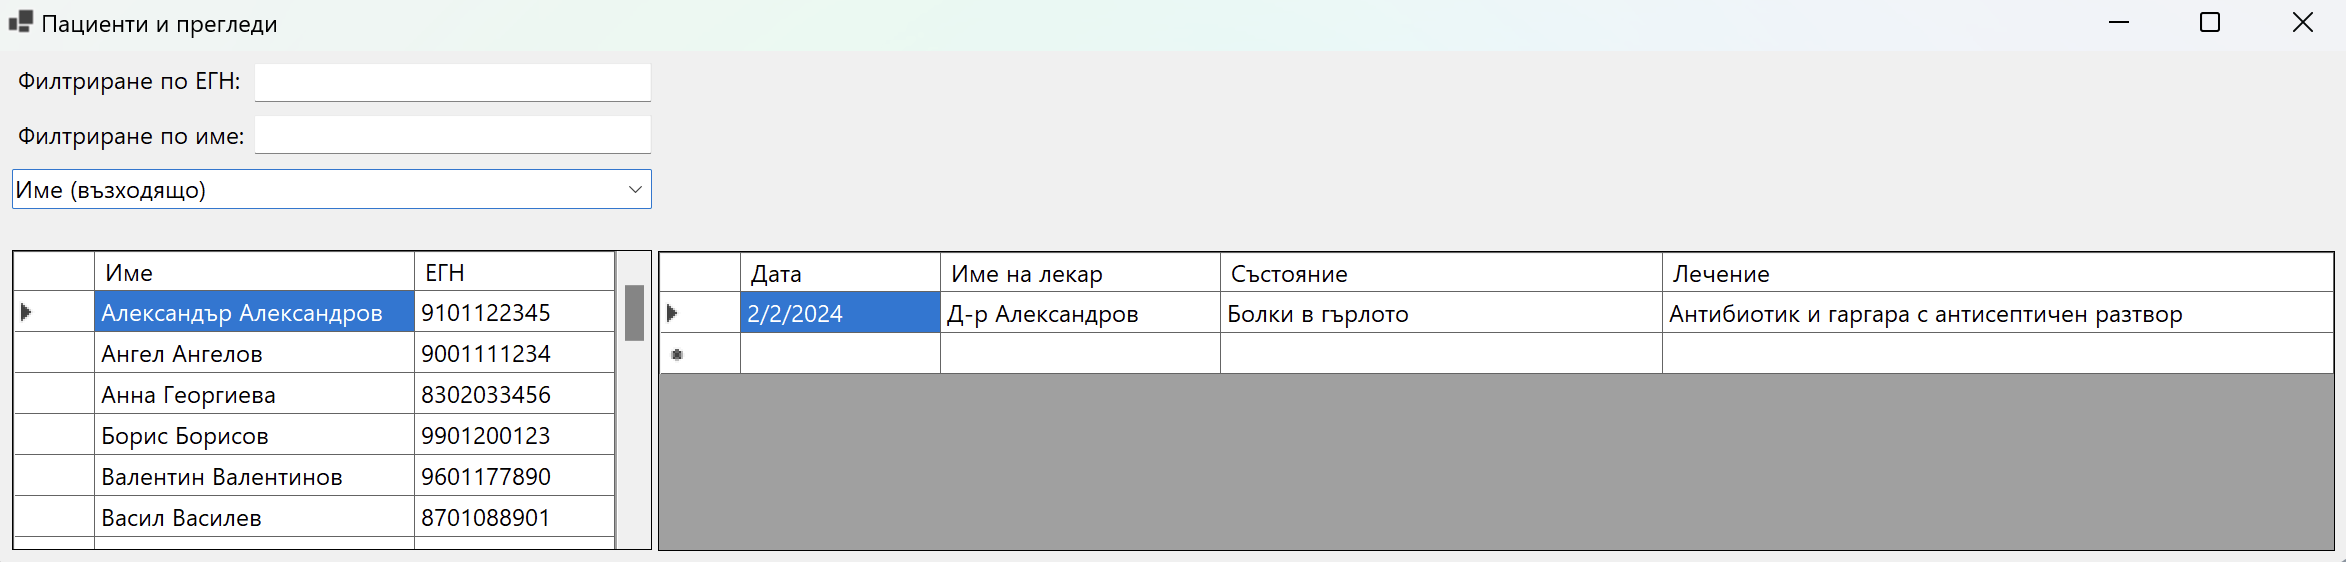 Пациенти и прегледи
Филтриране по ЕГН:
Филтриране по име:
Име (възходящо)
Име ЕГН
Александър Александров 9101122345
Ангел Ангелов 9001111234
Анна Георгиева 8302033456
Борис Борисов 9901200123
Валентин Валентинов 9601177890
Васил Василев 8701088901
Дата Име на лекар Състояние Лечение
2/2/2024 Д-р Александров Болки в гърлото Антибиотик и гаргара с антисептичен разтвор